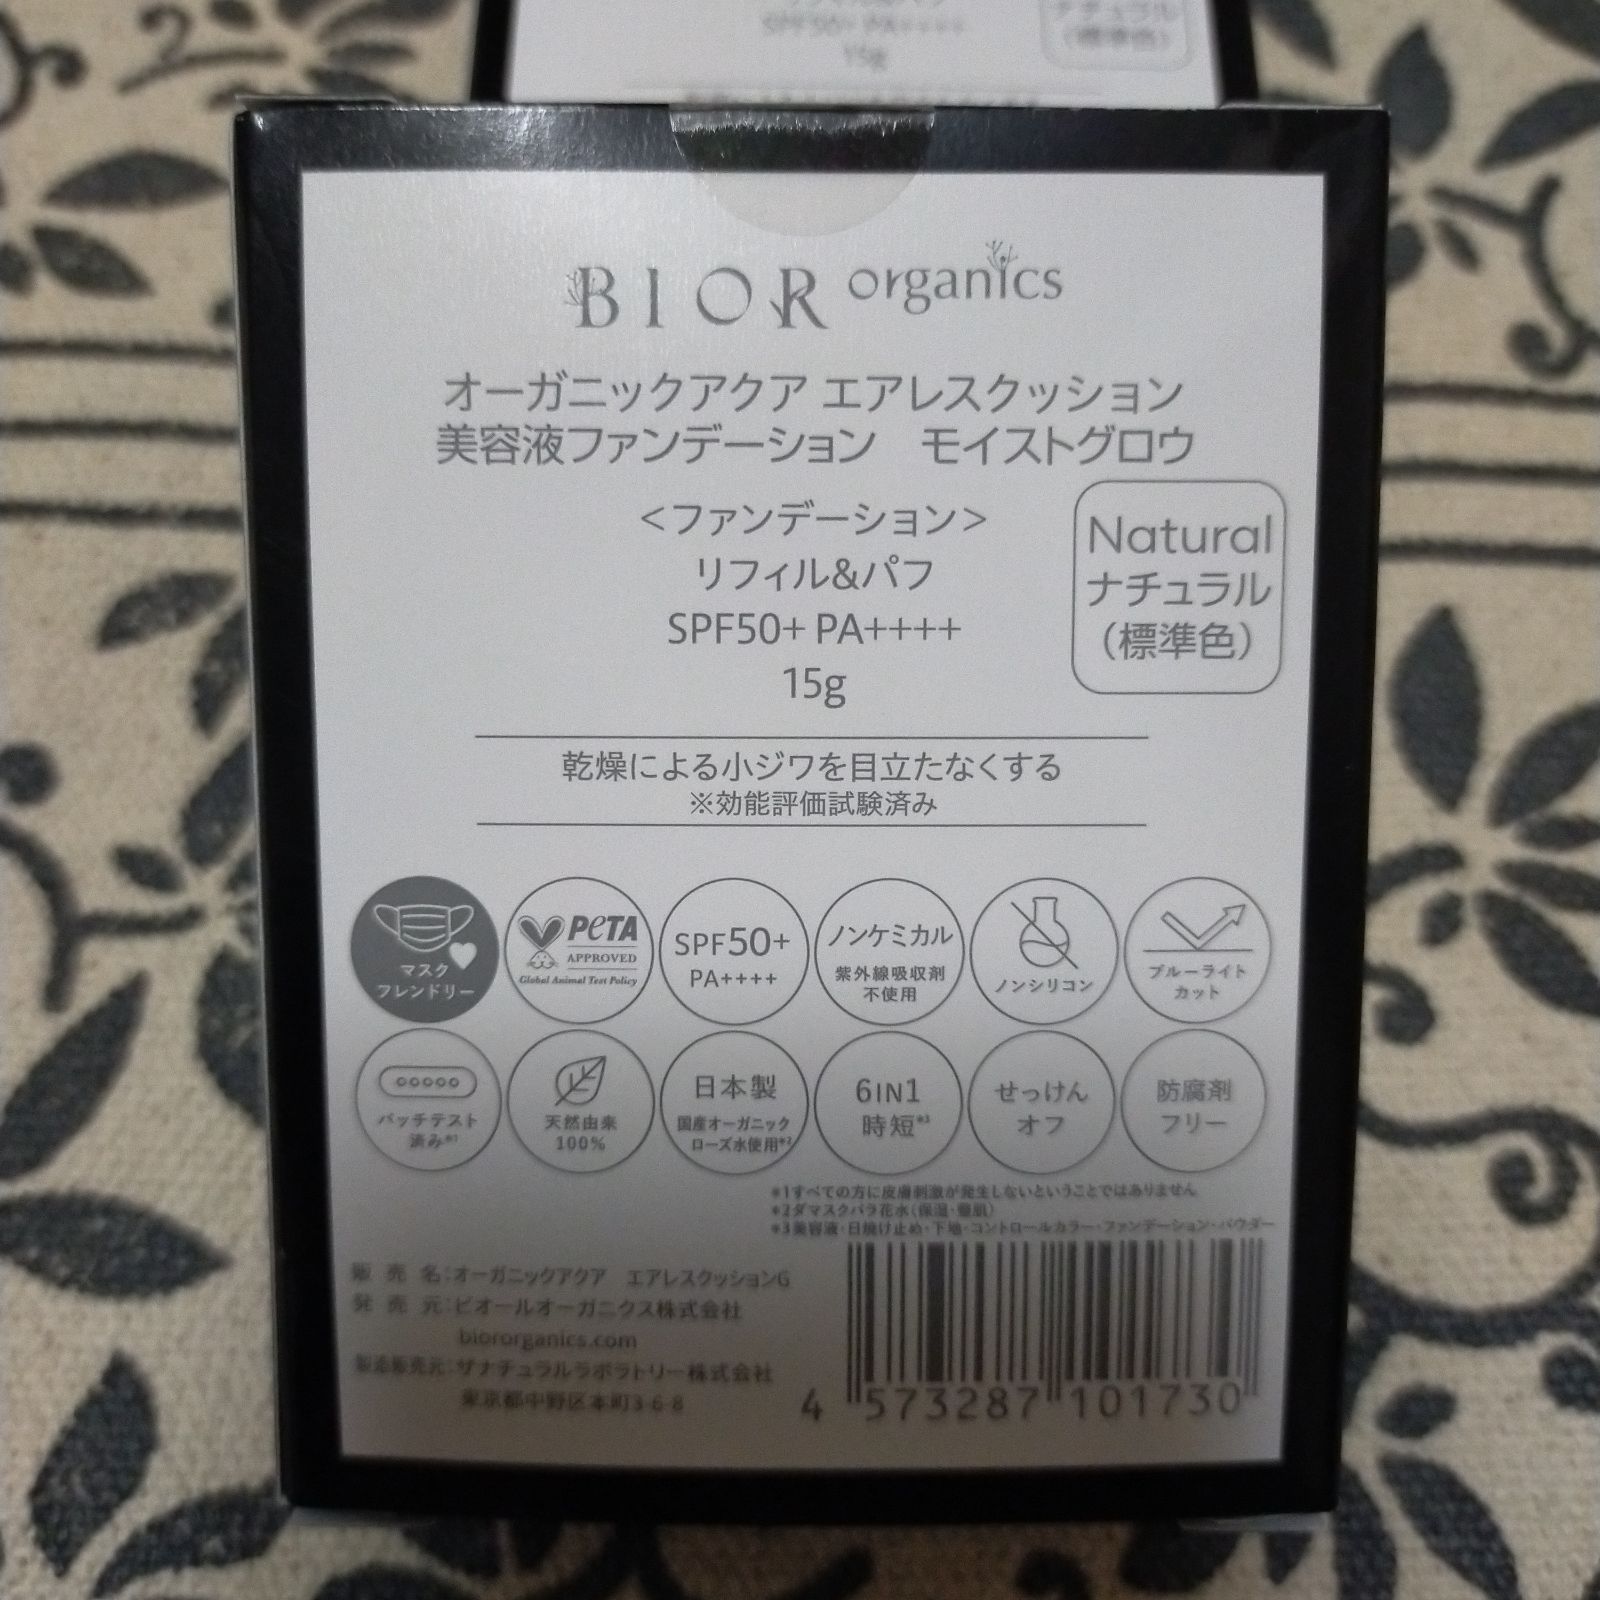 リフィル&パフ
SPF50+ PA++++
15g
ナチュラル
(標準色)
BIOR organics
オーガニックアクア エアレスクッション
美容液ファンデーション モイストグロウ
<ファンデーション>
リフィル&パフ
SPF50+ PA++++
15g
Natural
ナチュラル
(標準色)
乾燥による小ジワを目立たなくする
※効能評価試験済み
マスク
フレンドリー
PETA
APPROVED
Global Animal Test Policy
SPF50+
PA++++
ノンケミカル
紫外線吸収剤
不使用
ノンシリコン
ブルーライト
カット
パッチテスト
済み*1
天然由来
100%
日本製
国産オーガニック
ローズ水使用*2
6IN1
時短*3
せっけん
オフ
防腐剤
フリー
*1すべての方に皮膚刺激が発生しないということではありません
*2ダマスクバラ花水(保湿・整肌)
*3美容液・日焼け止め・下地・コントロールカラー・ファンデーション・パウダー
販売名:オーガニックアクア エアレスクッションG
発売元:ビオールオーガニクス株式会社
biororganics.com
製造販売元:ザナチュラルラボラトリー株式会社
東京都中野区本町3-6-8
4 573287 101730